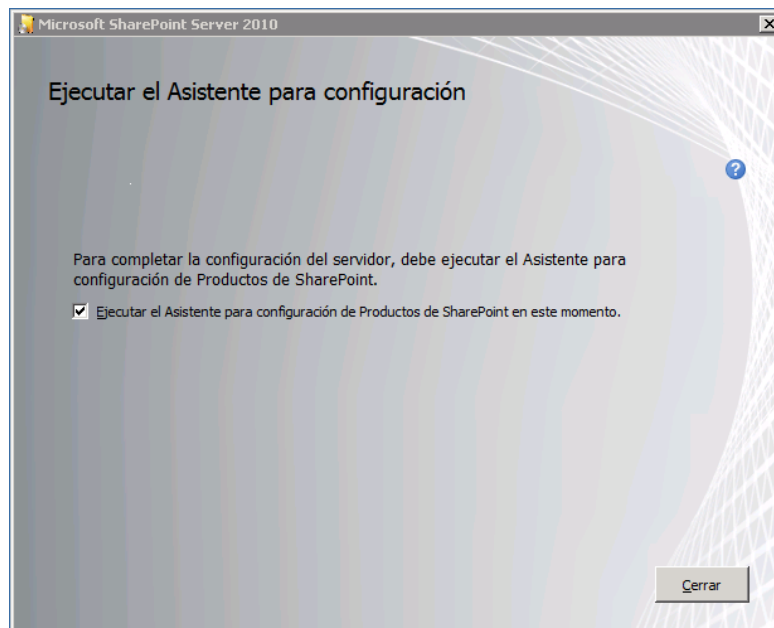 Microsoft SharePoint Server 2010
Ejecutar el Asistente para configuración
?
Para completar la configuración del servidor, debe ejecutar el Asistente para
configuración de Productos de SharePoint.
Ejecutar el Asistente para configuración de Productos de SharePoint en este momento.
Cerrar